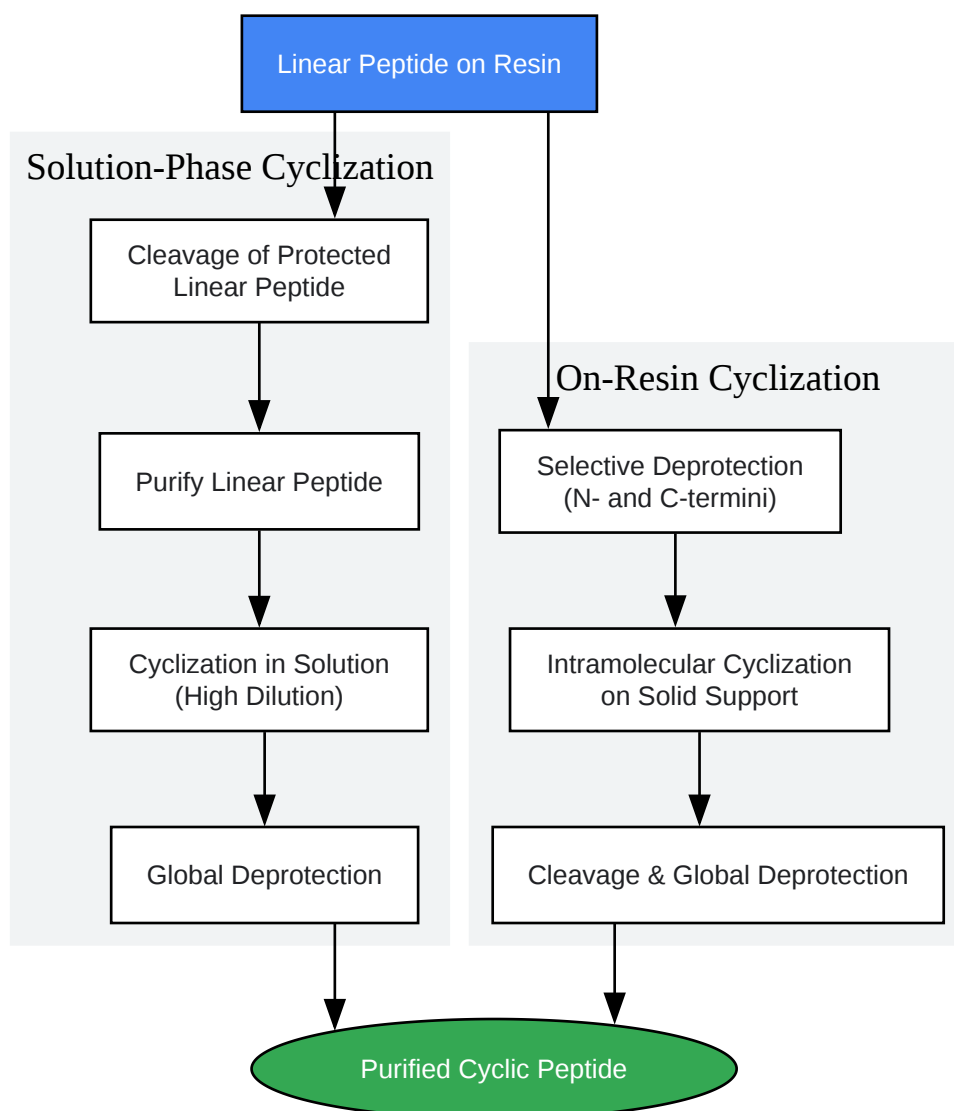 Linear Peptide on Resin
Solution-Phase Cyclization
Cleavage of Protected
Linear Peptide
Purify Linear Peptide
Cyclization in Solution
(High Dilution)
Global Deprotection
On-Resin Cyclization
Selective Deprotection
(N- and C-termini)
Intramolecular Cyclization
on Solid Support
Cleavage & Global Deprotection
Purified Cyclic Peptide